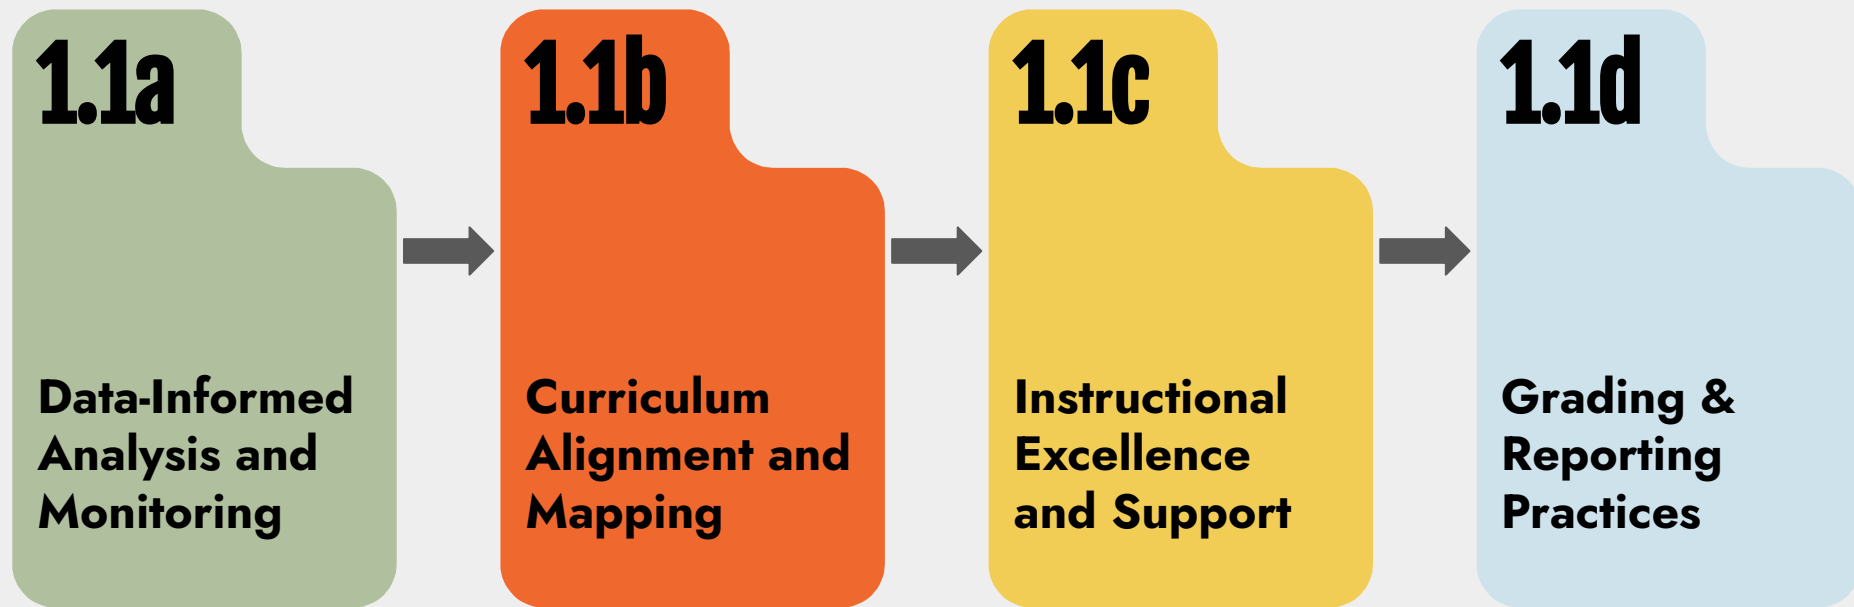 1.1a
Data-Informed
Analysis and
Monitoring
1.1b
Curriculum
Alignment and
Mapping
1.1c
Instructional
Excellence
and Support
1.1d
Grading &
Reporting
Practices